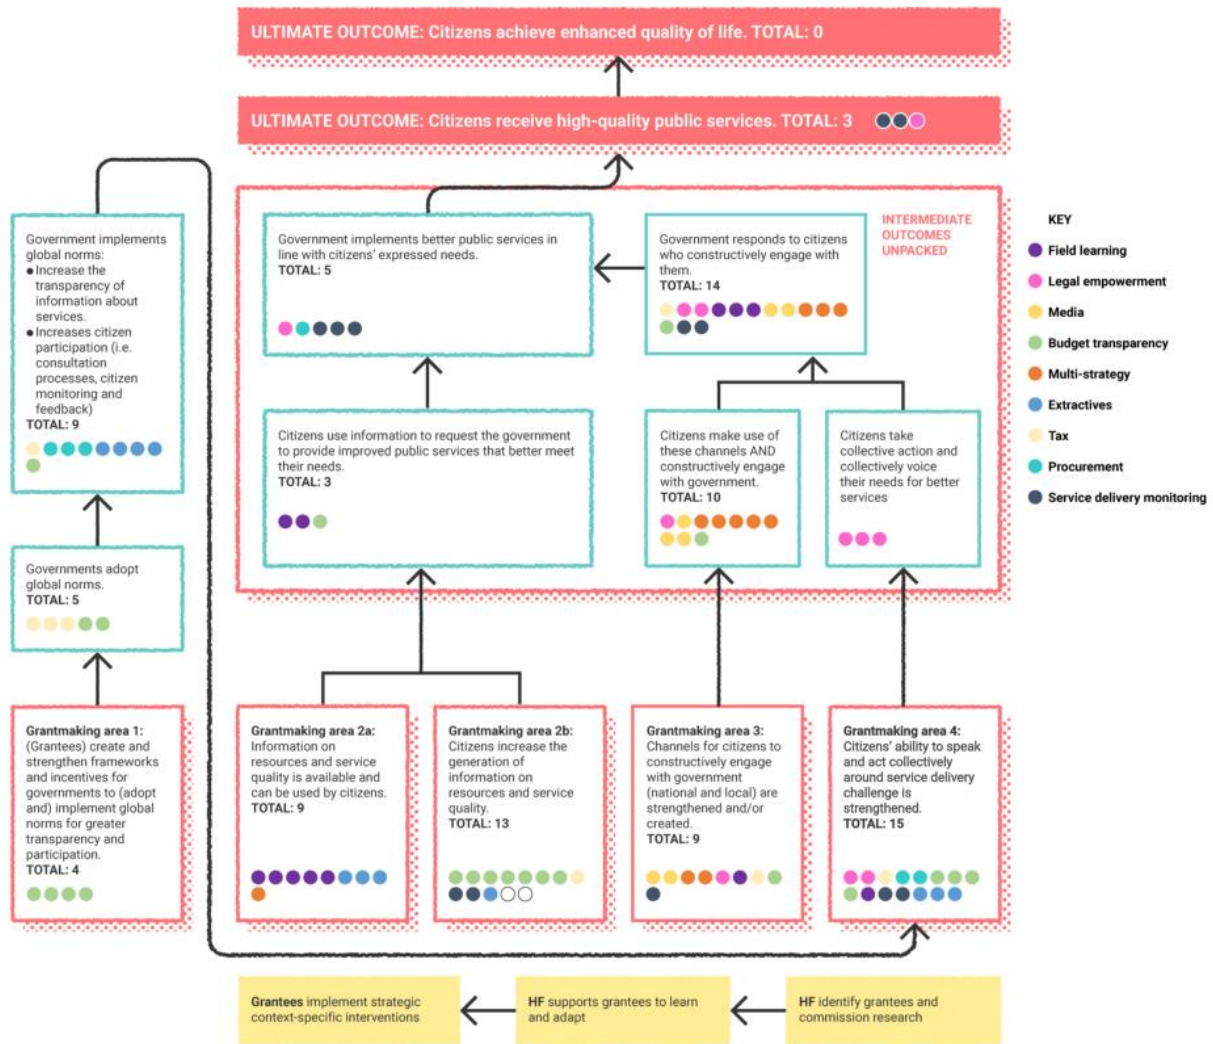 ULTIMATE OUTCOME: Citizens achieve enhanced quality of life. TOTAL: 0
ULTIMATE OUTCOME: Citizens receive high-quality public services. TOTAL: 3
Government implements
global norms:
● Increase the
transparency of
information about
services.
● Increases citizen
participation (i.e.
consultation
processes, citizen
monitoring and
feedback)
TOTAL: 9
Governments adopt
global norms.
TOTAL: 5
INTERMEDIATE
OUTCOMES
UNPACKED
Government implements better public services in
line with citizens' expressed needs.
TOTAL: 5
Government responds to citizens
who constructively engage with
them.
TOTAL: 14
Citizens use information to request the government
to provide improved public services that better meet
their needs.
TOTAL: 3
Citizens make use of
these channels AND
constructively engage
with government.
TOTAL: 10
Citizens take
collective action and
collectively voice
their needs for better
services
KEY
Field learning
Legal empowerment
Media
Budget transparency
Multi-strategy
Extractives
Tax
Procurement
Service delivery monitoring
Grantmaking area 1:
(Grantees) create and
strengthen frameworks
and incentives for
governments to (adopt
and) implement global
norms for greater
transparency and
participation.
TOTAL: 4
Grantmaking area 2a:
Information on
resources and service
quality is available and
can be used by citizens.
TOTAL: 9
Grantmaking area 2b:
Citizens increase the
generation of
information on
resources and service
quality.
TOTAL: 13
Grantmaking area 3:
Channels for citizens to
constructively engage
with government
(national and local) are
strengthened and/or
created.
TOTAL: 9
Grantmaking area 4:
Citizens' ability to speak
and act collectively
around service delivery
challenge is
strengthened.
TOTAL: 15
Grantees implement strategic
context-specific interventions
HF supports grantees to learn
and adapt
HF identify grantees and
commission research